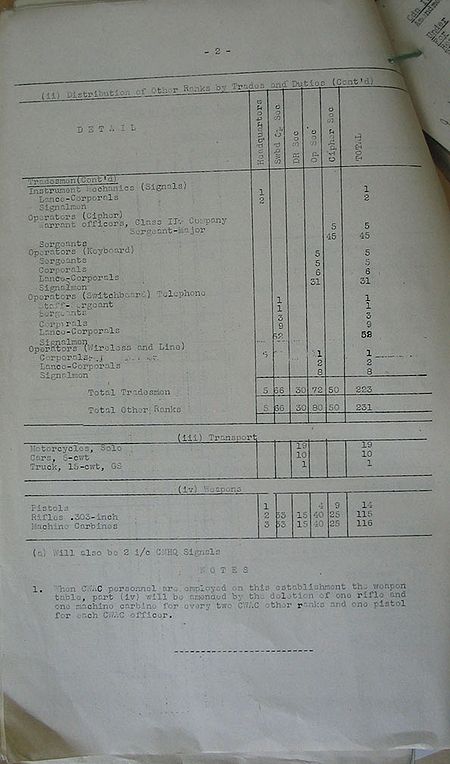 - 2 -
(ii) Distribution of Other Ranks by Trades and Duties (Cont'd)
DETAIL
Headquarters
Swbd Op Sec
DR Sec
Op Sec
Cipher Sec
TOTAL
Tradesmen(Cont'd)
Instrument Mechanics (Signals)
Lance-Corporals 1 1
Signalmen 2 2
Operators (Cipher)
Warrant Officers, Class II, Company
Sergeant-Major 5 5
Sergeants 45 45
Operators (Keyboard)
Sergeants 5 5
Corporals 5 5
Lance-Corporals 6 6
Signalmen 31 31
Operators (Switchboard) Telephone
Staff-Sergeant 1 1
Sergeants 1 1
Corporals 3 3
Lance-Corporals 9 9
Signalmen 52 52
Operators (Wireless and Line)
Corporals 1 1
Lance-Corporals 2 2
Signalmen 8 8
Total Tradesmen 5 66 30 72 50 223
Total Other Ranks 5 66 30 80 50 231
(iii) Transport
Motorcycles, Solo 19 19
Cars, 5-cwt 10 10
Truck, 15-cwt, GS 1 1
(iv) Weapons
Pistols 1 4 9 14
Rifles .303-inch 2 33 15 40 25 115
Machine Carbines 3 33 15 40 25 116
(a) Will also be 2 i/c CMHQ Signals
NOTES
1. When CWAC personnel are employed on this establishment the weapon
table, part (iv) will be amended by the deletion of one rifle and
one machine carbine for every two CWAC other ranks and one pistol
for each CWAC officer.